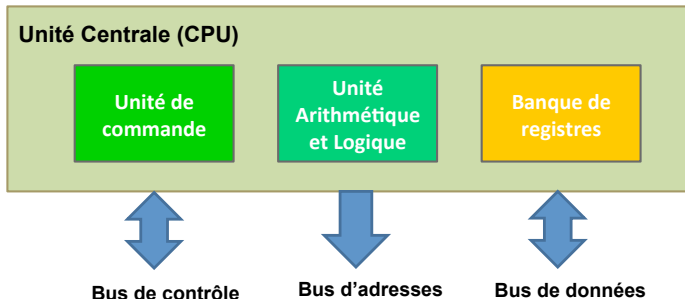 Unité Centrale (CPU)
Unité de
commande
Unité
Arithmétique
et Logique
Banque de
registres
Bus de contrôle
Bus d'adresses
Bus de données